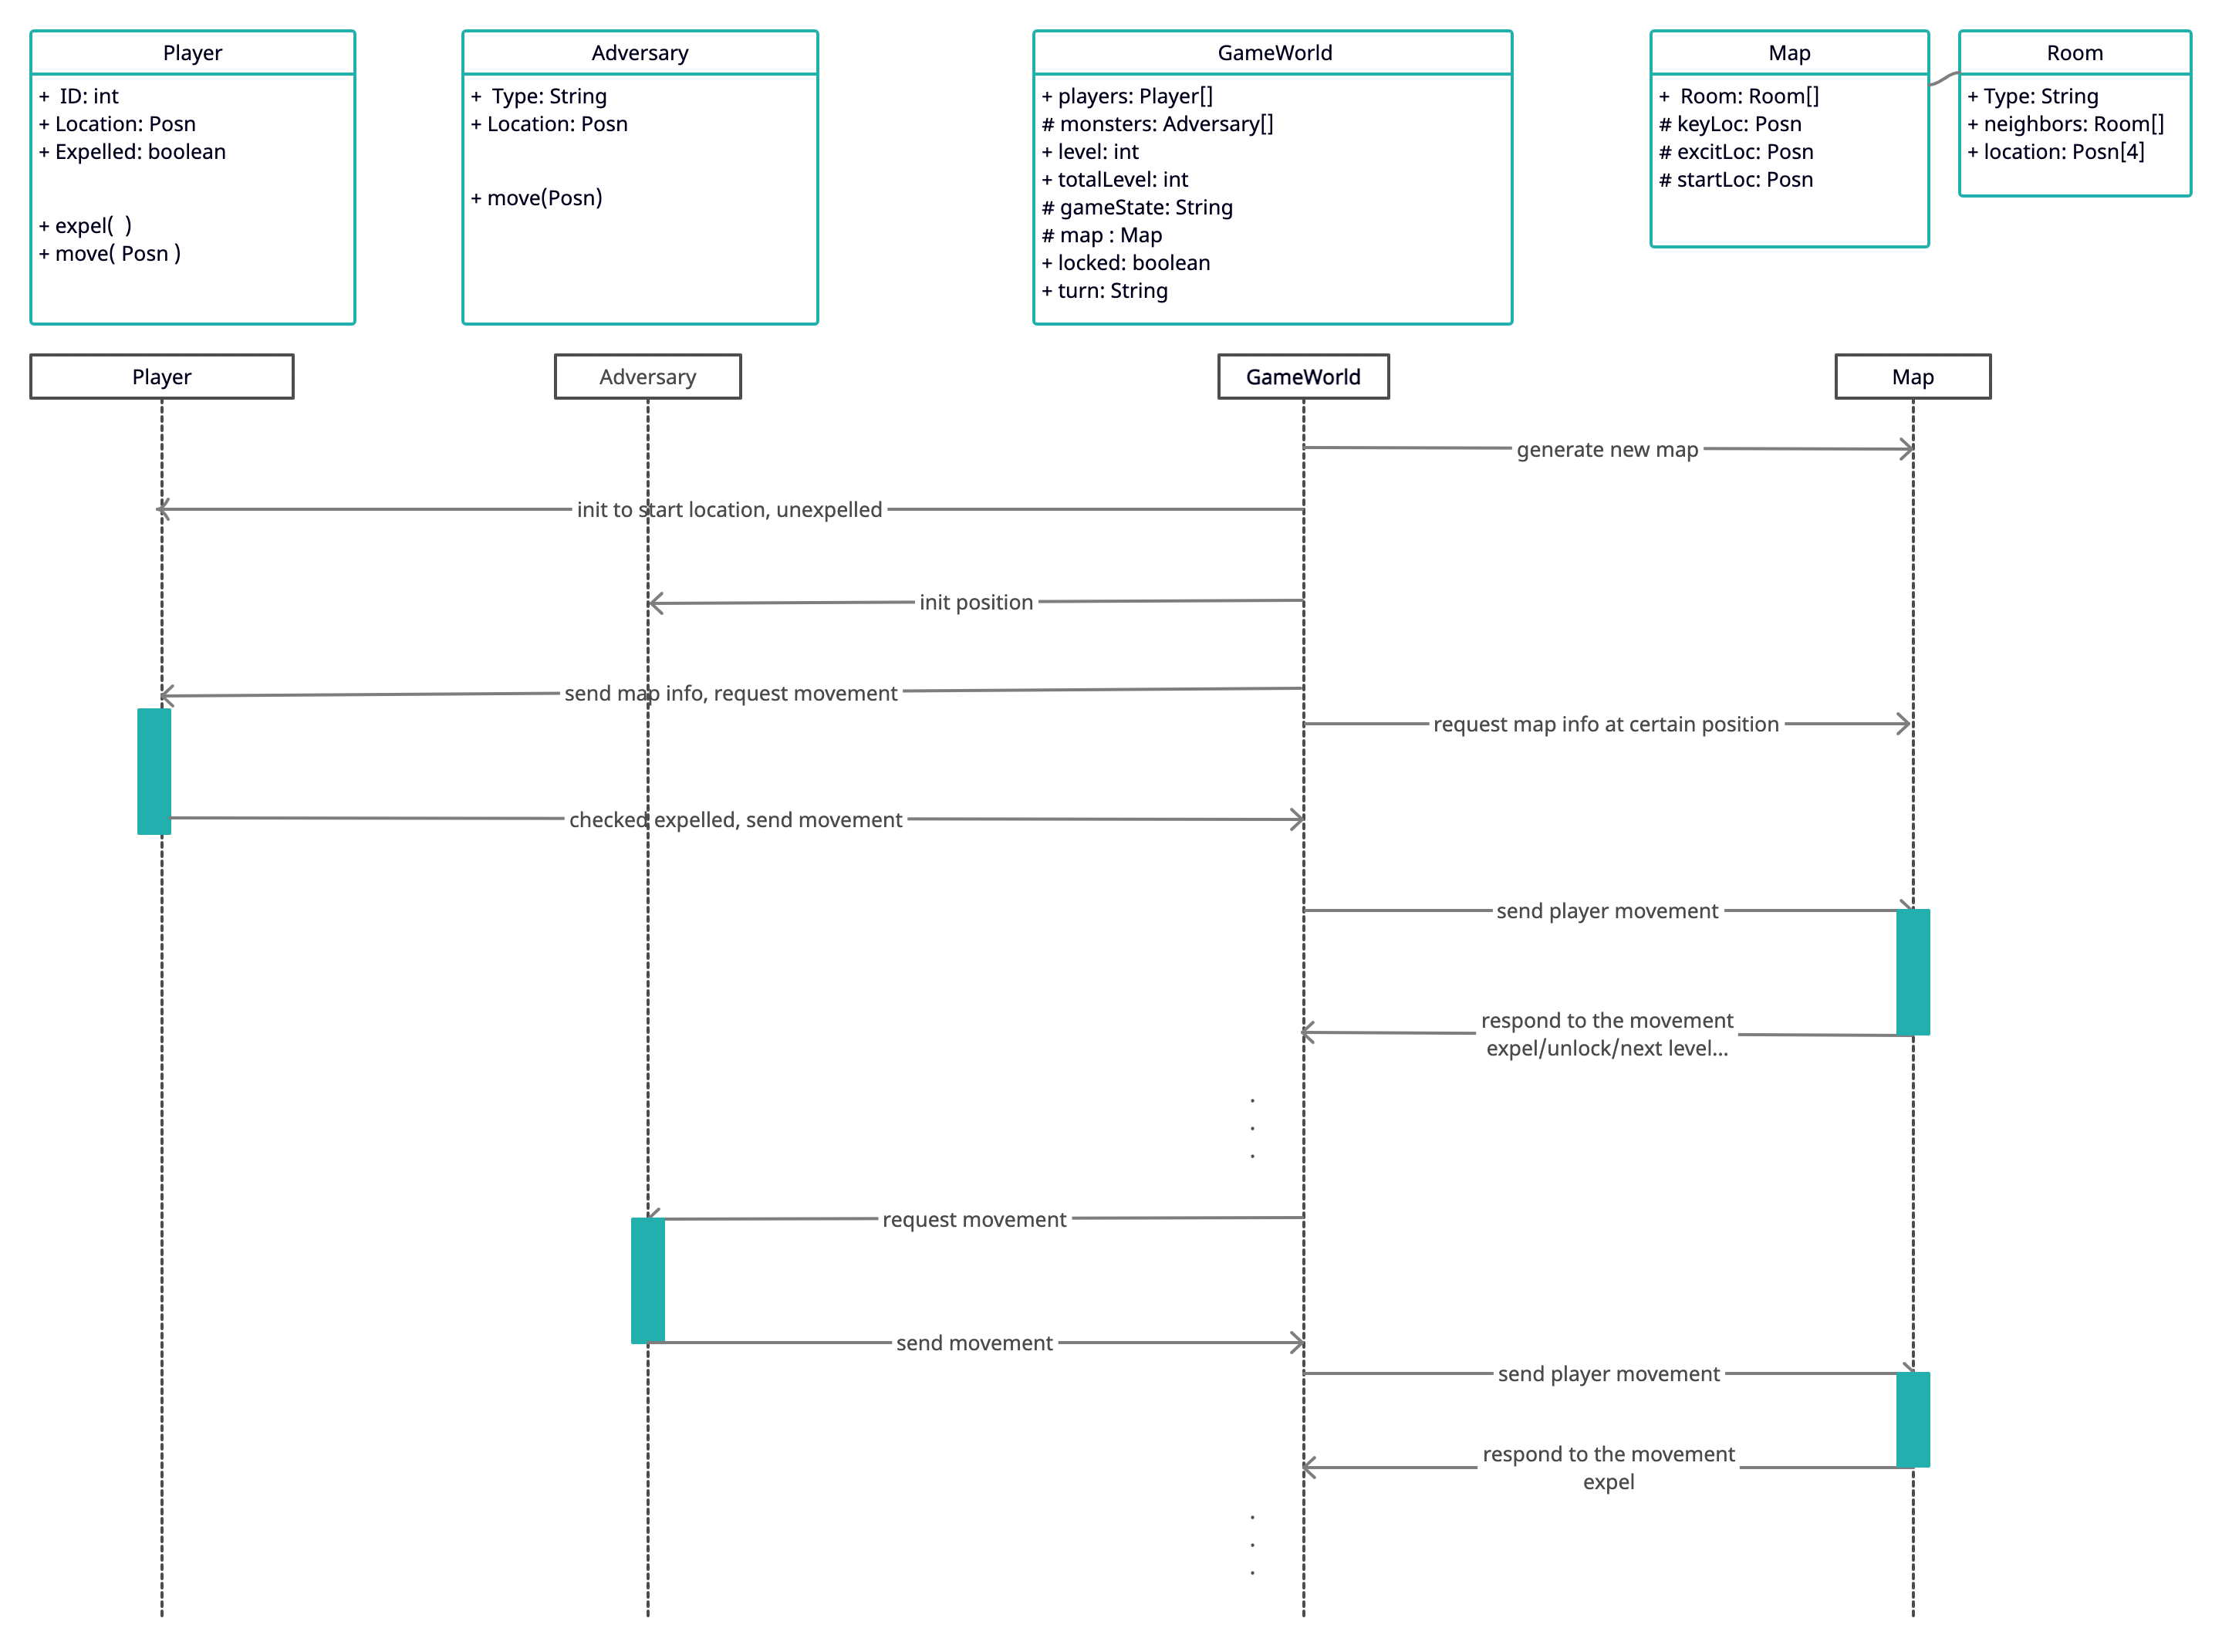 Player
+  ID: int
+ Location: Posn
+ Expelled: boolean
+ expel(  )
+ move( Posn )
Adversary
+  Type: String
+ Location: Posn
+ move(Posn)
GameWorld
+ players: Player[]
# monsters: Adversary[]
+ level: int
+ totalLevel: int
# gameState: String
# map : Map
+ locked: boolean
+ turn: String
Map
+  Room: Room[]
# keyLoc: Posn
# excitLoc: Posn
# startLoc: Posn
Room
+ Type: String
+ neighbors: Room[]
+ location: Posn[4]
Player
Adversary
GameWorld
Map
generate new map
init to start location, unexpelled
init position
send map info, request movement
request map info at certain position
checked expelled, send movement
send player movement
respond to the movement
expel/unlock/next level...
.
.
.
request movement
send movement
send player movement
respond to the movement
expel
.
.
.